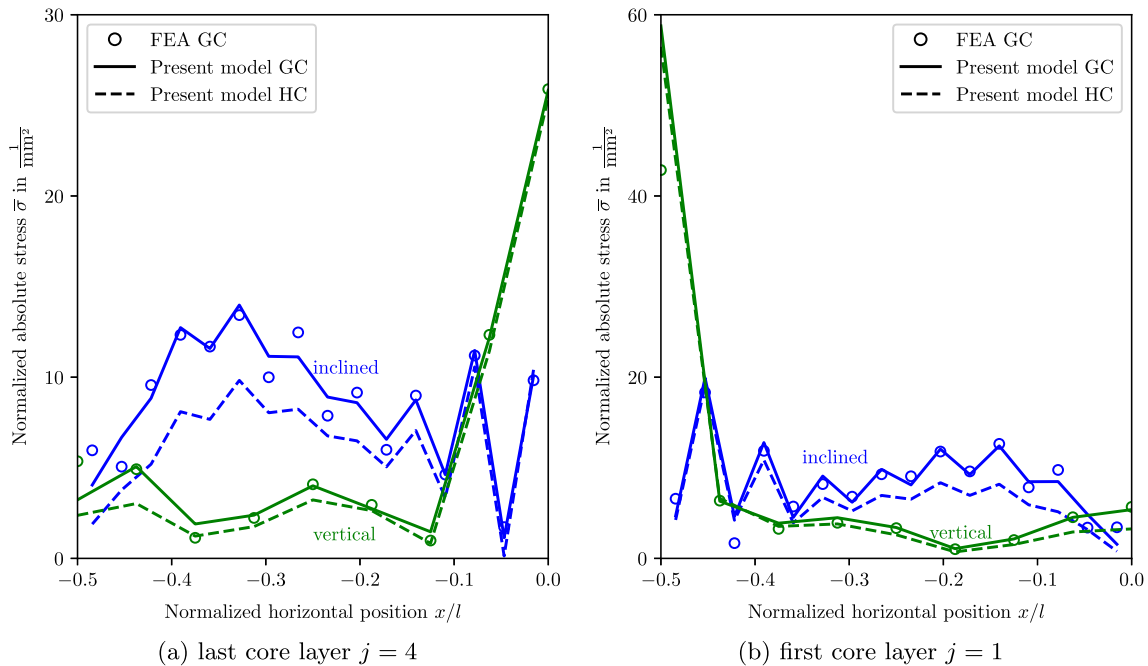 30
20
10
0
Normalized absolute stress σ̅ in 1/mm²
FEA GC
Present model GC
Present model HC
inclined
vertical
−0.5 −0.4 −0.3 −0.2 −0.1 0.0
Normalized horizontal position x/l
(a) last core layer j = 4
60
40
20
0
Normalized absolute stress σ̅ in 1/mm²
FEA GC
Present model GC
Present model HC
inclined
vertical
−0.5 −0.4 −0.3 −0.2 −0.1 0.0
Normalized horizontal position x/l
(b) first core layer j = 1